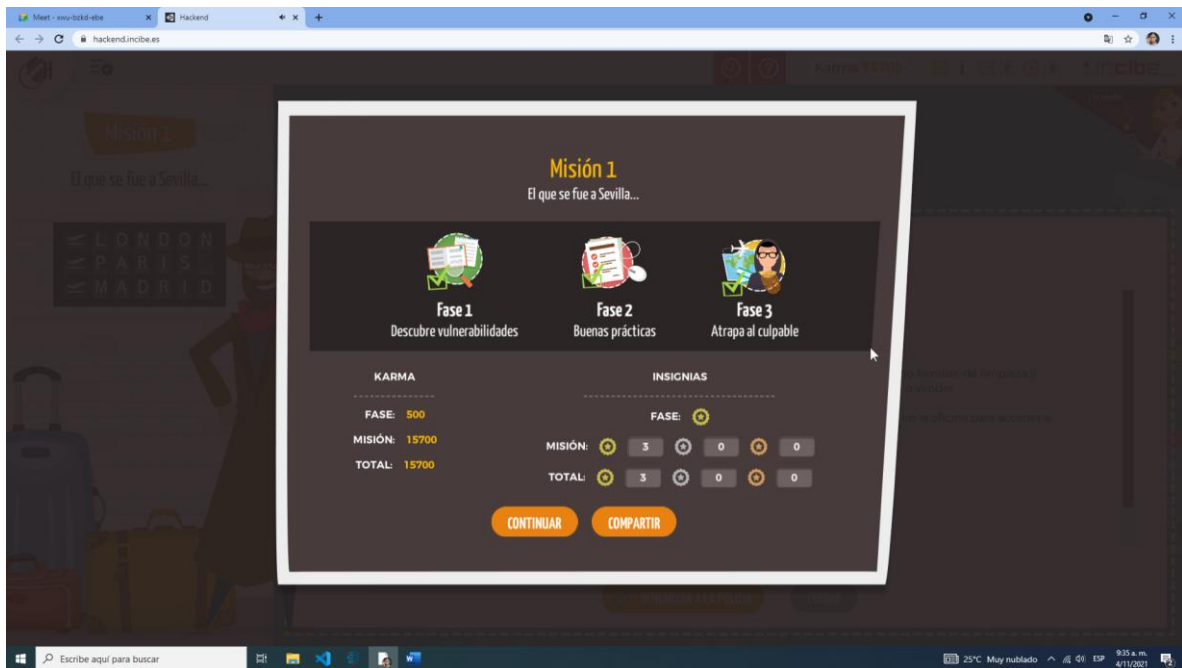 Meet - swu-bzkd-ebe
Hackend
hackend.incibe.es
Karma
incibe
Misión 1
El que se fue a Sevilla...
LONDON
PARIS
MADRID
Misión 1
El que se fue a Sevilla...
Fase 1
Descubre vulnerabilidades
Fase 2
Buenas prácticas
Fase 3
Atrapa al culpable
KARMA
FASE: 500
MISIÓN: 15700
TOTAL: 15700
INSIGNIAS
FASE:
MISIÓN: 3 0 0
TOTAL: 3 0 0
CONTINUAR
COMPARTIR
Escribe aquí para buscar
25°C Muy nublado
ESP
9:35 a. m.
4/11/2021